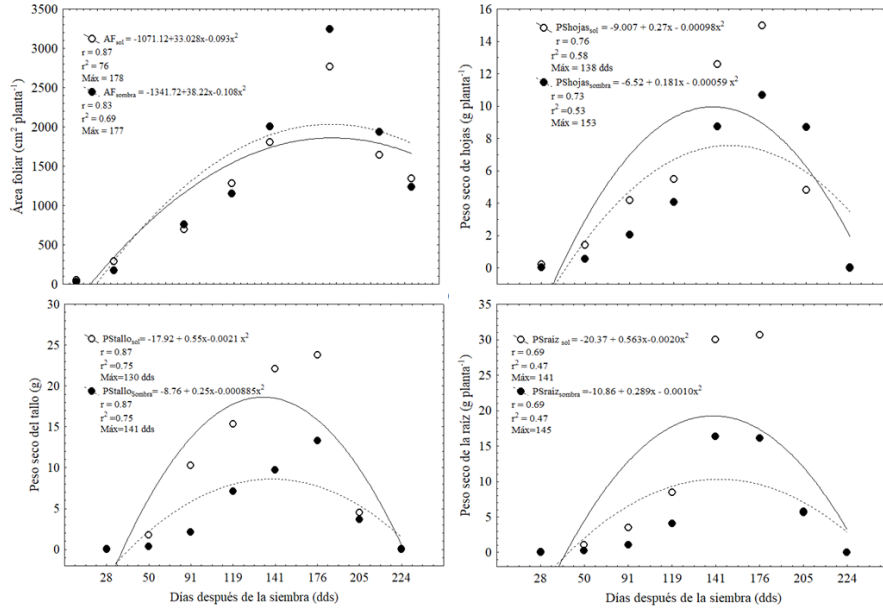 3500
3000
2500
2000
1500
1000
500
0
Área foliar (cm² planta⁻¹)
AFsol = -1071.12+33.028x-0.093x²
r = 0.87
r² = 76
Máx = 178
AFsombra = -1341.72+38.22x-0.108x²
r = 0.83
r² = 0.69
Máx = 177
16
14
12
10
8
6
4
2
0
Peso seco de hojas (g planta⁻¹)
PShojassol = -9.007 + 0.27x - 0.00098x²
r = 0.76
r² = 0.58
Máx = 138 dds
PShojassombra = -6.52 + 0.181x - 0.00059 x²
r = 0.73
r² =0.53
Máx = 153
30
25
20
15
10
5
0
Peso seco del tallo (g)
PStallosol = -17.92 + 0.55x-0.0021 x²
r = 0.87
r² =0.75
Máx=130 dds
PStalloSombra = -8.76 + 0.25x-0.000885x²
r = 0.87
r² =0.75
Máx=141 dds
28 50 91 119 141 176 205 224
Días después de la siembra (dds)
35
30
25
20
15
10
5
0
Peso seco de la raíz (g planta⁻¹)
PSraíz sol = -20.37 + 0.563x-0.0020x²
r = 0.69
r² =0.47
Máx=141
PSraízsombra=-10.86 + 0.289x - 0.0010x²
r = 0.69
r² =0.47
Máx=145
28 50 91 119 141 176 205 224
Días después de la siembra (dds)